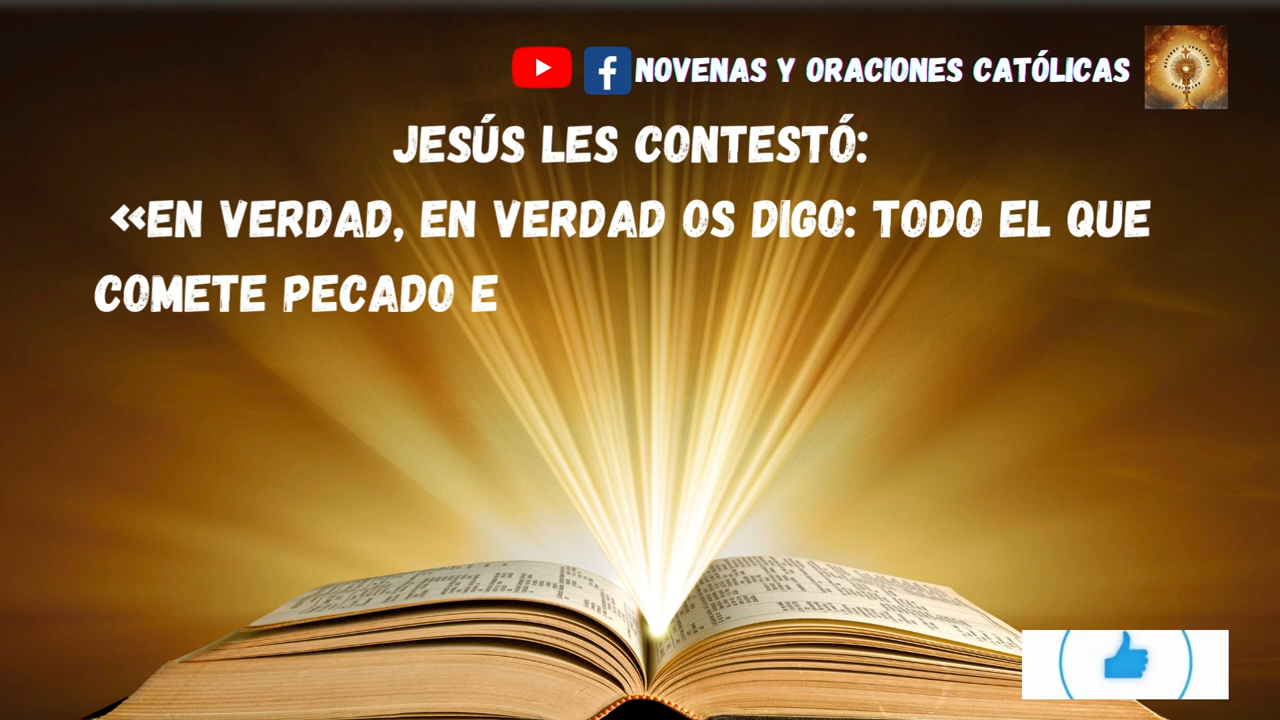 NOVENAS Y ORACIONES CATÓLICAS
JESÚS LES CONTESTÓ:
«EN VERDAD, EN VERDAD OS DIGO: TODO EL QUE
COMETE PECADO E